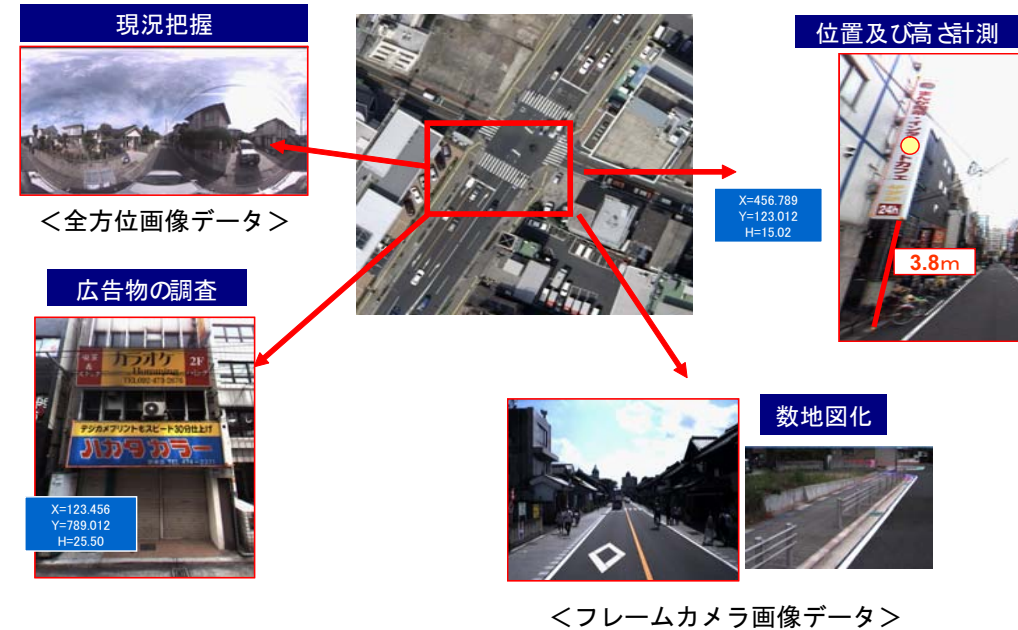 現況把握
位置及び高さ計測
X=456.789
Y=123.012
H=15.02
24h
3.8m
＜全方位画像データ＞
広告物の調査
カラオケ
Humming
2F
デジカメプリントもスピード30分仕上げ
ハカタカラー
X=123.456
Y=789.012
H=25.50
数地図化
＜フレームカメラ画像データ＞